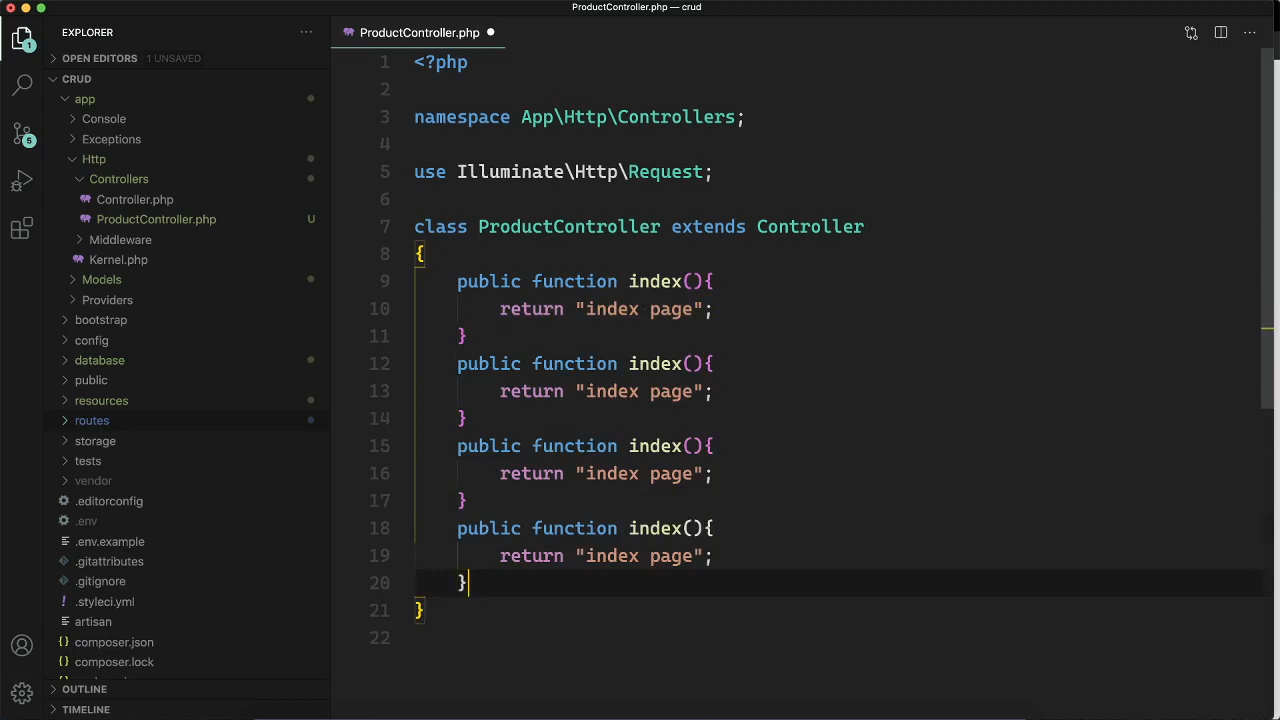 ProductController.php — crud
EXPLORER
OPEN EDITORS 1 UNSAVED
CRUD
app
Console
Exceptions
Http
Controllers
Controller.php
ProductController.php U
Middleware
Kernel.php
Models
Providers
bootstrap
config
database
public
resources
routes
storage
tests
vendor
.editorconfig
.env
.env.example
.gitattributes
.gitignore
.styleci.yml
artisan
composer.json
composer.lock
OUTLINE
TIMELINE
1
5
ProductController.php
1 <?php
2
3 namespace App\Http\Controllers;
4
5 use Illuminate\Http\Request;
6
7 class ProductController extends Controller
8 {
9 public function index(){
10 return "index page";
11 }
12 public function index(){
13 return "index page";
14 }
15 public function index(){
16 return "index page";
17 }
18 public function index(){
19 return "index page";
20 }
21 }
22